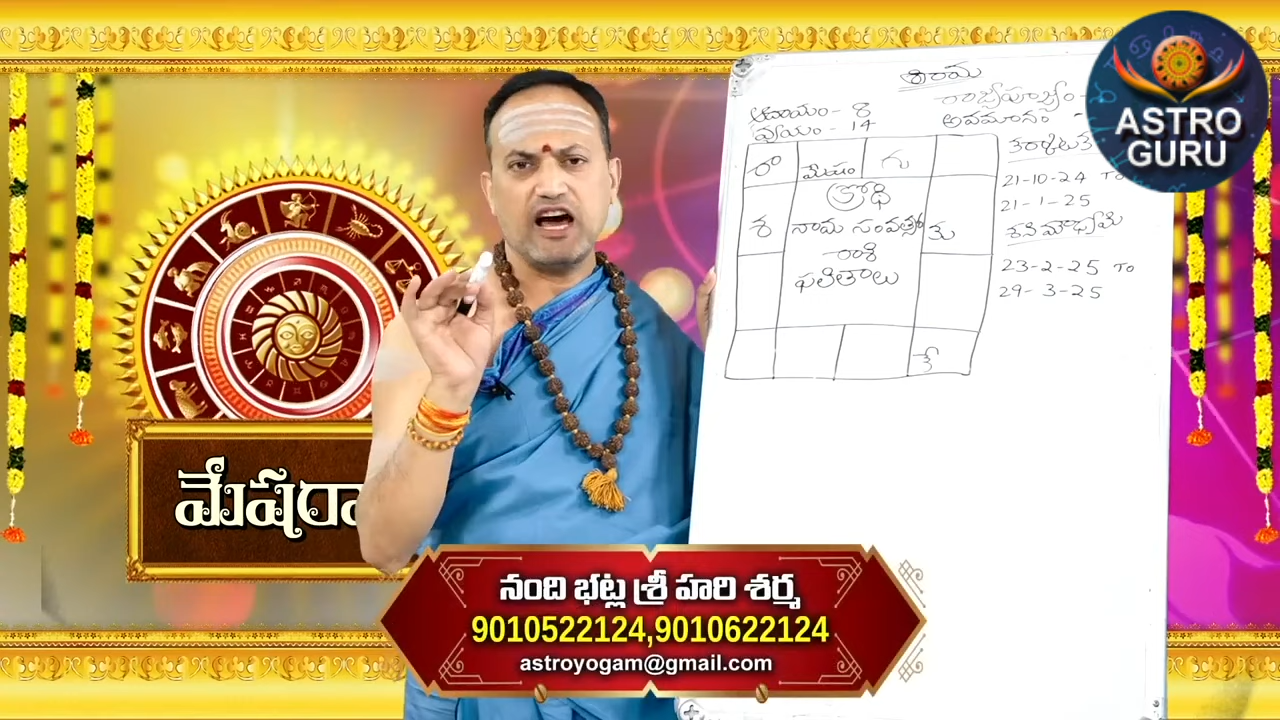 శ్రీరామ
ఆదాయం - 8
వ్యయం - 14
రాజ్యపూజ్యం -
అవమానం -
ASTRO
GURU
రా
మేషం
గు
21-10-24 TO
21-1-25
క్రోధి
శ
నామ సంవత్సర
కు
రాశి
ఫలితాలు
23-2-25 TO
29-3-25
కే
మేషరా
నంది భట్ల శ్రీ హరి శర్మ
9010522124,9010622124
astroyogam@gmail.com